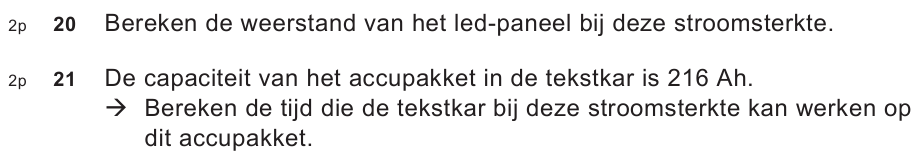 2p 20 Bereken de weerstand van het led-paneel bij deze stroomsterkte.
2p 21 De capaciteit van het accupakket in de tekstkar is 216 Ah.
→ Bereken de tijd die de tekstkar bij deze stroomsterkte kan werken op
dit accupakket.